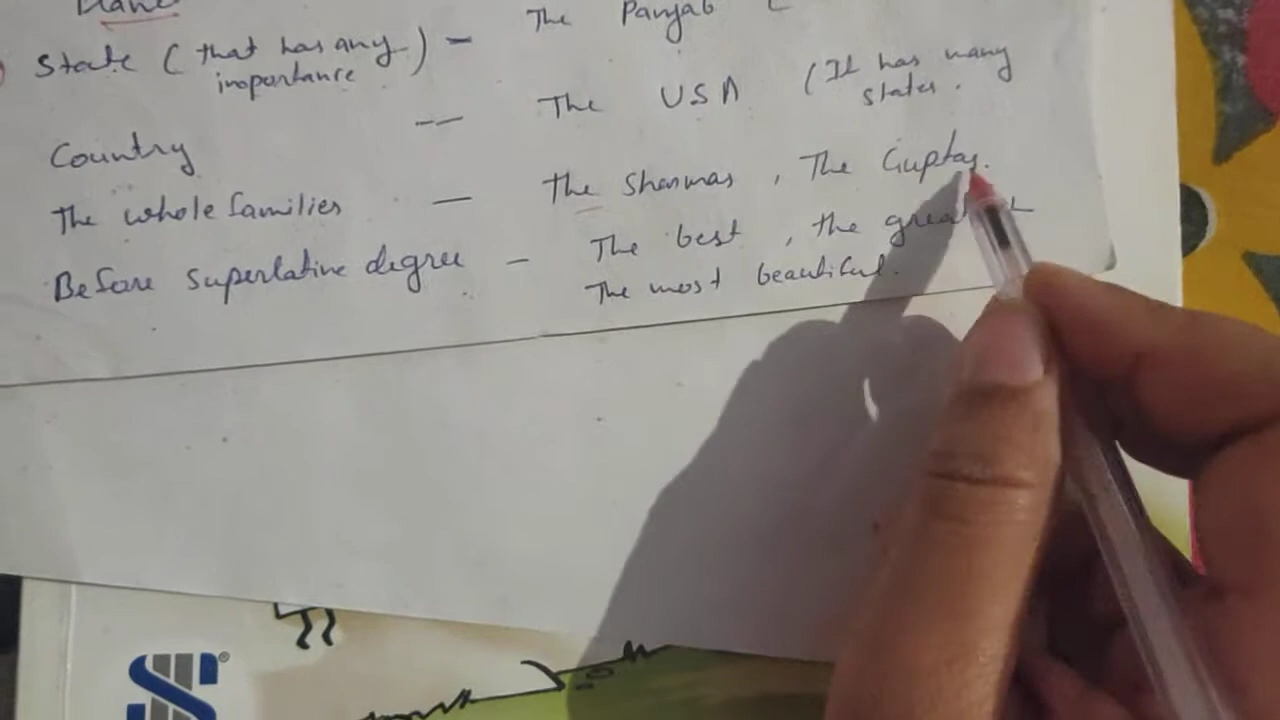 State (that has any importance) - The Panjab (
Country -- The USA (It has many states.
The whole families — The Sharmas, The Guptas.
Before superlative degree - The best, the
The most beautiful.